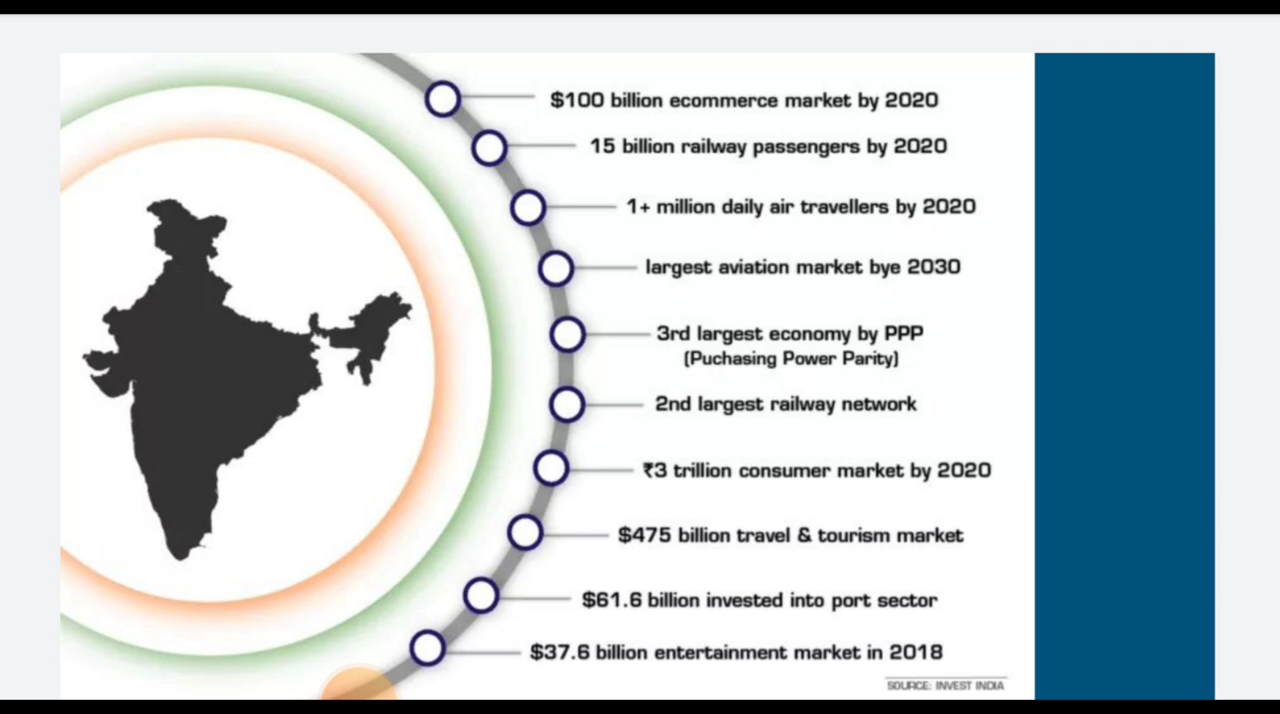 $100 billion ecommerce market by 2020
15 billion railway passengers by 2020
1+ million daily air travellers by 2020
largest aviation market bye 2030
3rd largest economy by PPP
(Puchasing Power Parity)
2nd largest railway network
₹3 trillion consumer market by 2020
$475 billion travel & tourism market
$61.6 billion invested into port sector
$37.6 billion entertainment market in 2018
SOURCE: INVEST INDIA